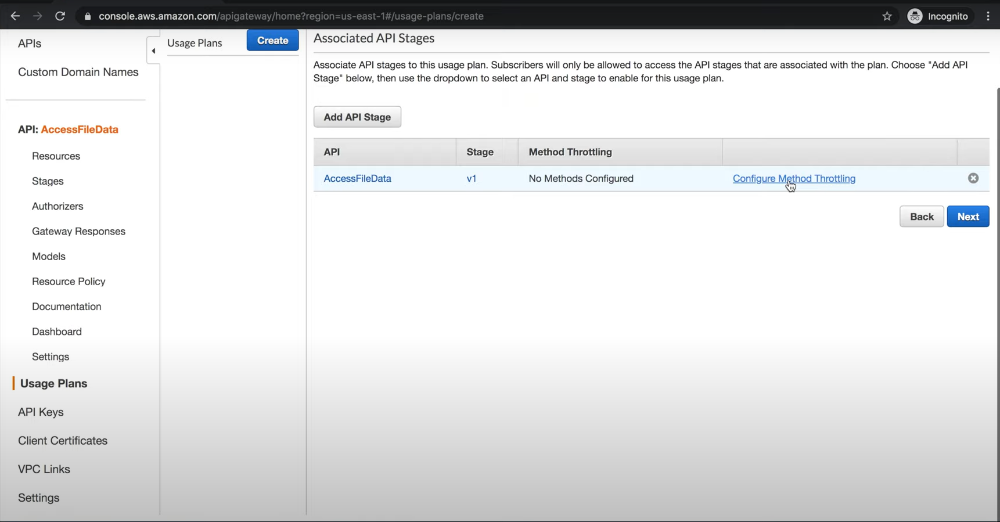 console.aws.amazon.com/apigateway/home?region=us-east-1#/usage-plans/create
Incognito
APIs
Custom Domain Names
API: AccessFileData
Resources
Stages
Authorizers
Gateway Responses
Models
Resource Policy
Documentation
Dashboard
Settings
Usage Plans
API Keys
Client Certificates
VPC Links
Settings
Usage Plans
Create
Associated API Stages
Associate API stages to this usage plan. Subscribers will only be allowed to access the API stages that are associated with the plan. Choose "Add API
Stage" below, then use the dropdown to select an API and stage to enable for this usage plan.
Add API Stage
API Stage Method Throttling
AccessFileData v1 No Methods Configured Configure Method Throttling
Back Next